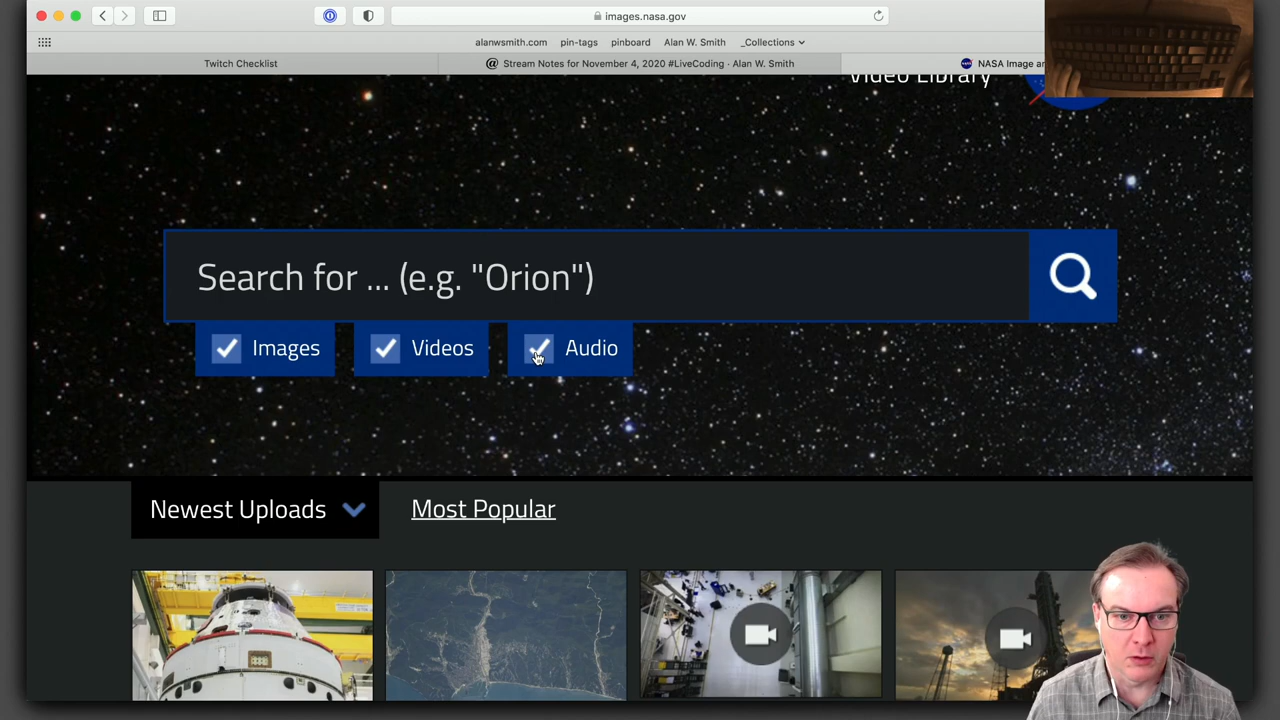 images.nasa.gov
alanwsmith.com pin-tags pinboard Alan W. Smith _Collections
Twitch Checklist
Stream Notes for November 4, 2020 #LiveCoding · Alan W. Smith
NASA Image an
Video Library
Search for ... (e.g. "Orion")
Images Videos Audio
Newest Uploads Most Popular